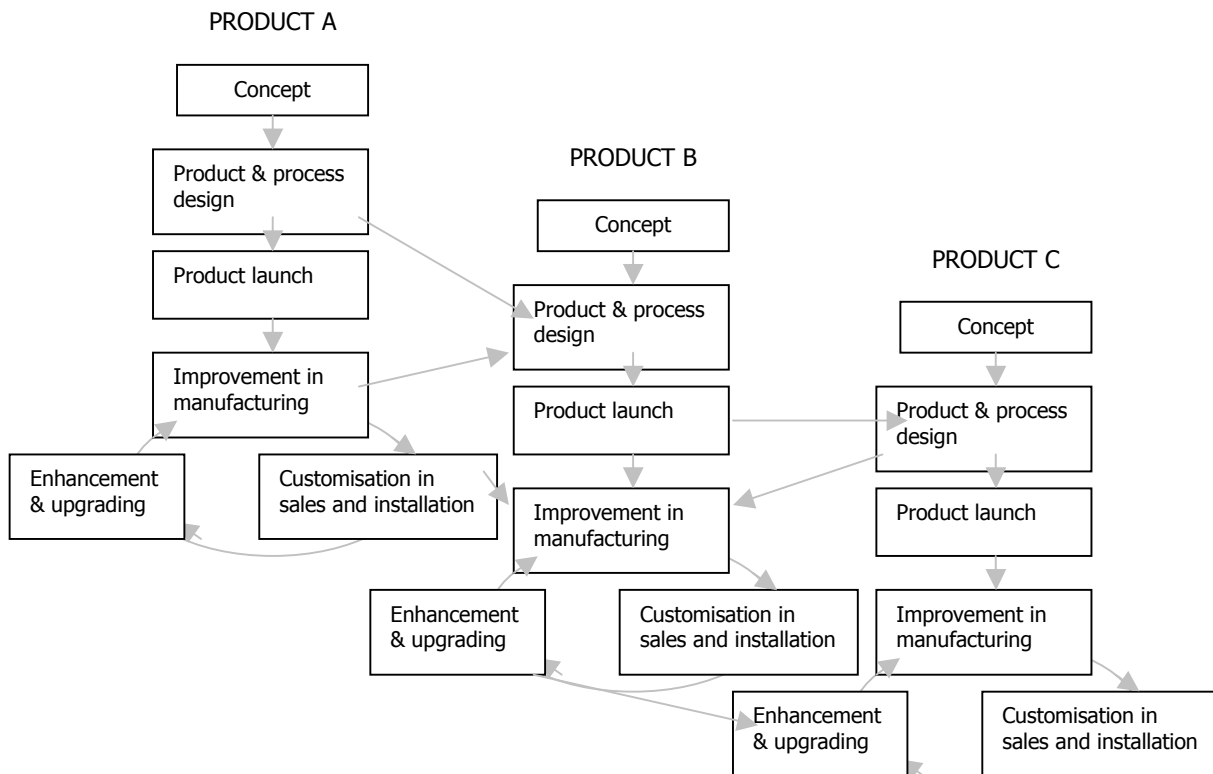 PRODUCT A
Concept
Product & process
design
Product launch
Improvement in
manufacturing
Enhancement
& upgrading
Customisation in
sales and installation
PRODUCT B
Concept
Product & process
design
Product launch
Improvement in
manufacturing
Enhancement
& upgrading
Customisation in
sales and installation
PRODUCT C
Concept
Product & process
design
Product launch
Improvement in
manufacturing
Enhancement
& upgrading
Customisation in
sales and installation